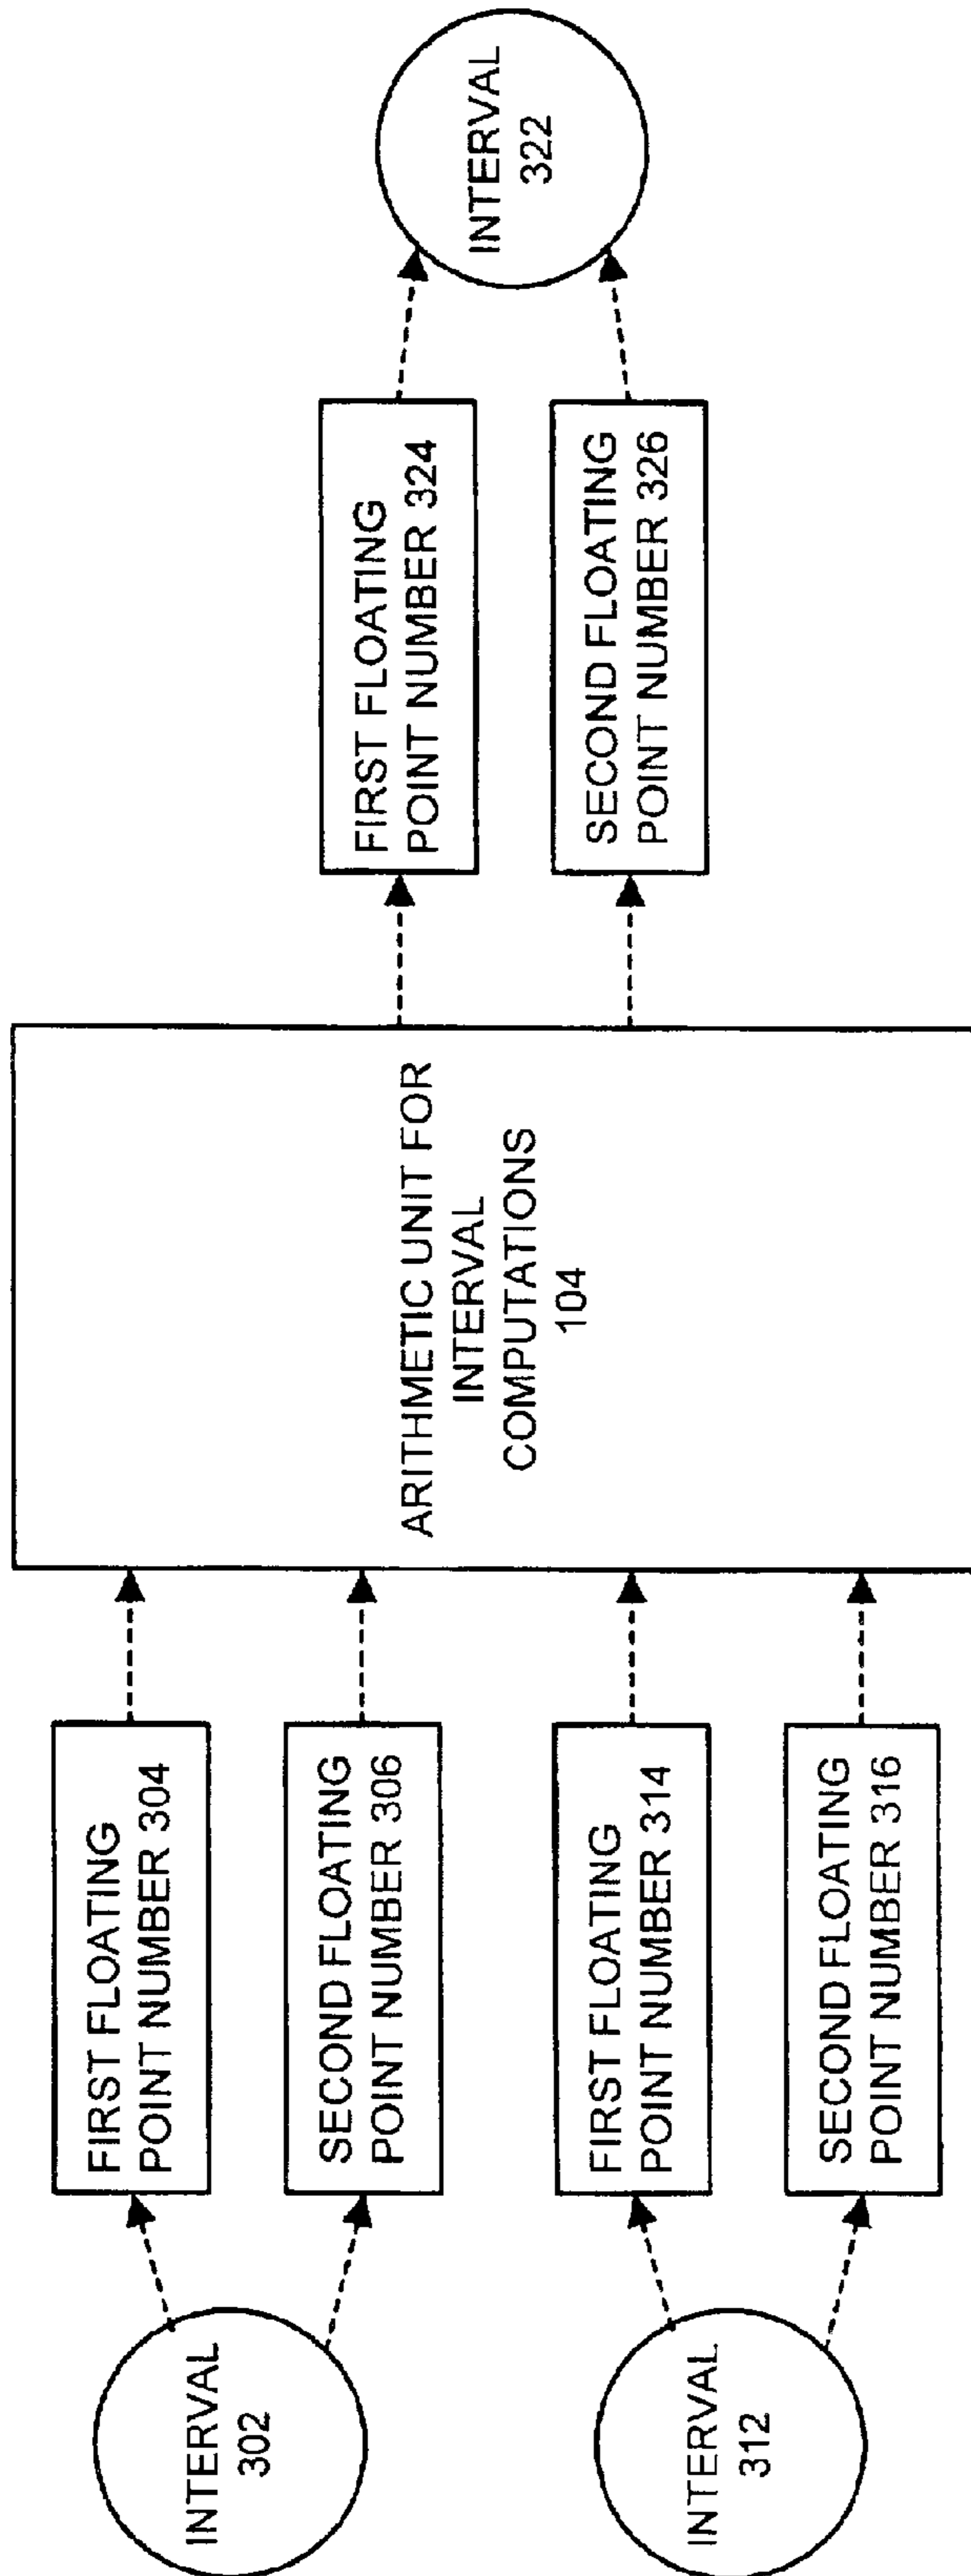 INTERVAL
302
FIRST FLOATING
POINT NUMBER 304
SECOND FLOATING
POINT NUMBER 306
INTERVAL
312
FIRST FLOATING
POINT NUMBER 314
SECOND FLOATING
POINT NUMBER 316
ARITHMETIC UNIT FOR
INTERVAL
COMPUTATIONS
104
FIRST FLOATING
POINT NUMBER 324
SECOND FLOATING
POINT NUMBER 326
INTERVAL
322